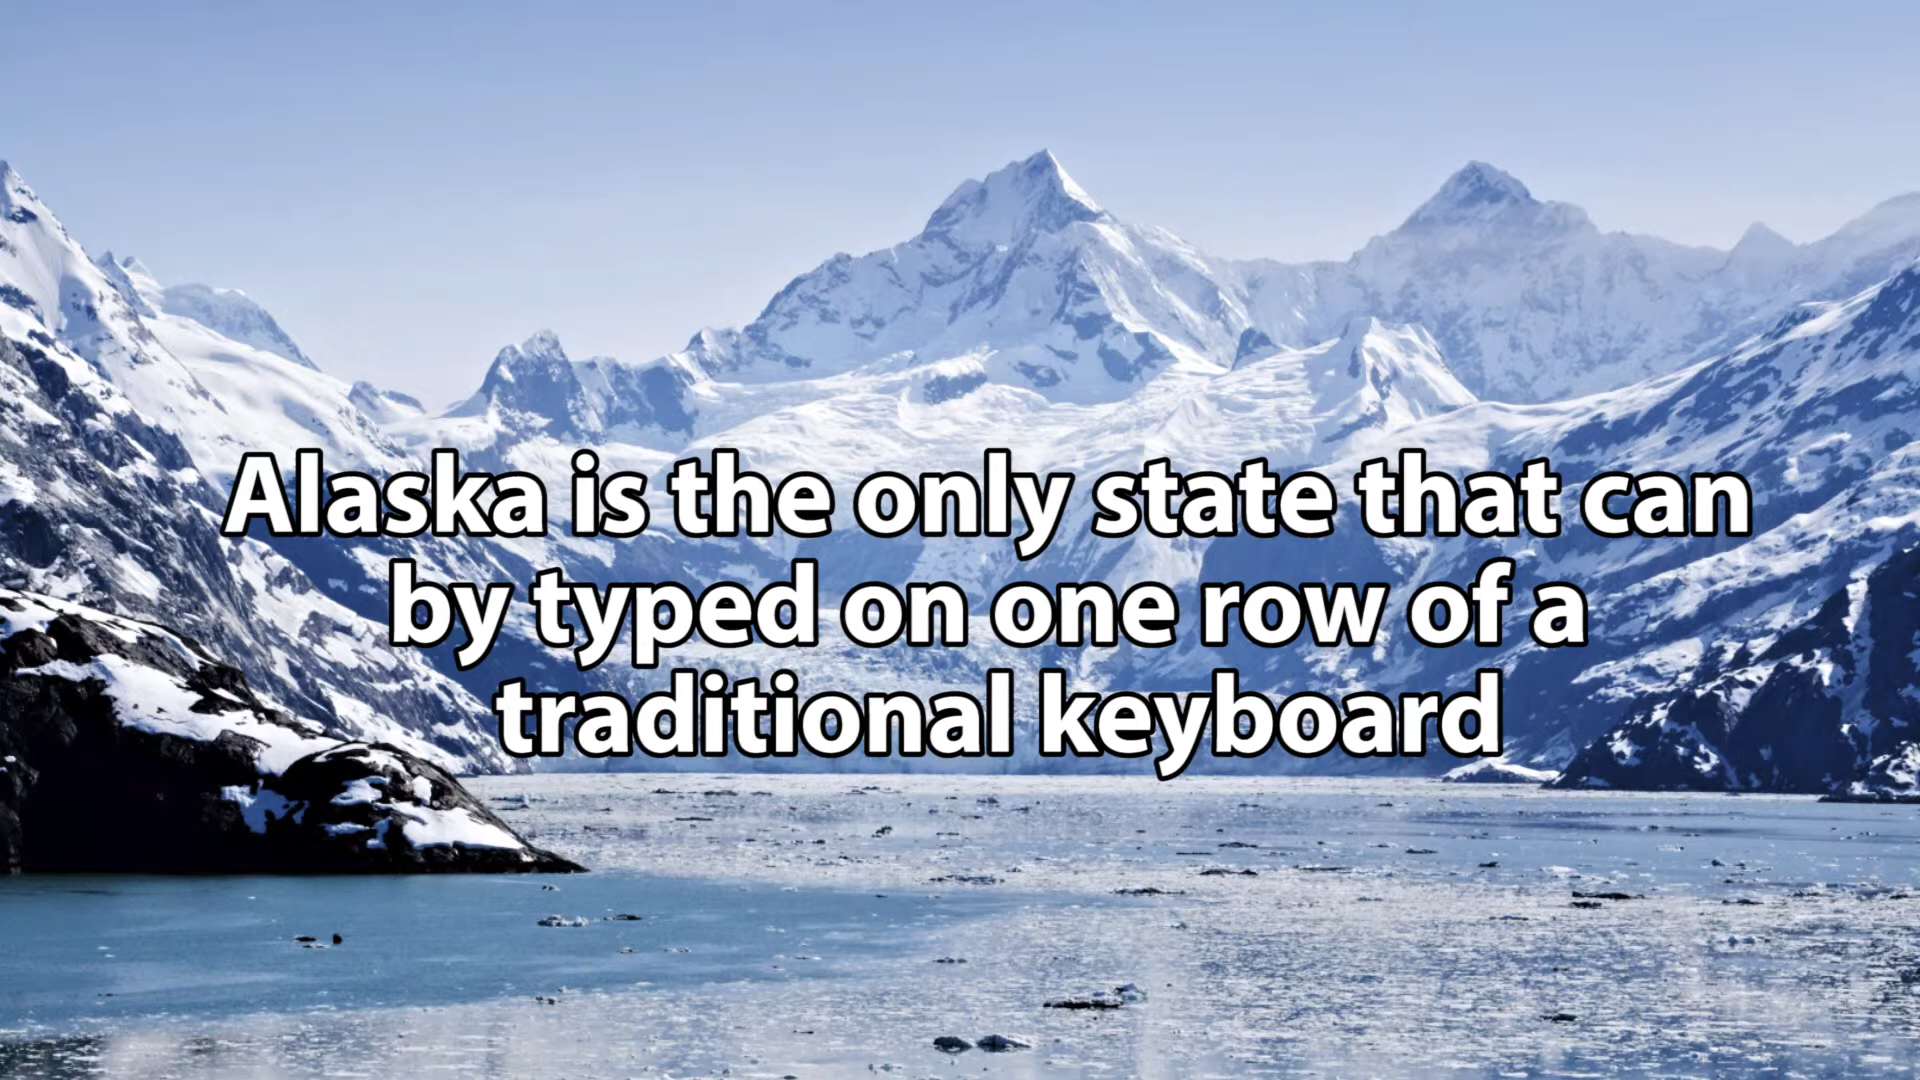 Alaska is the only state that can
by typed on one row of a
traditional keyboard